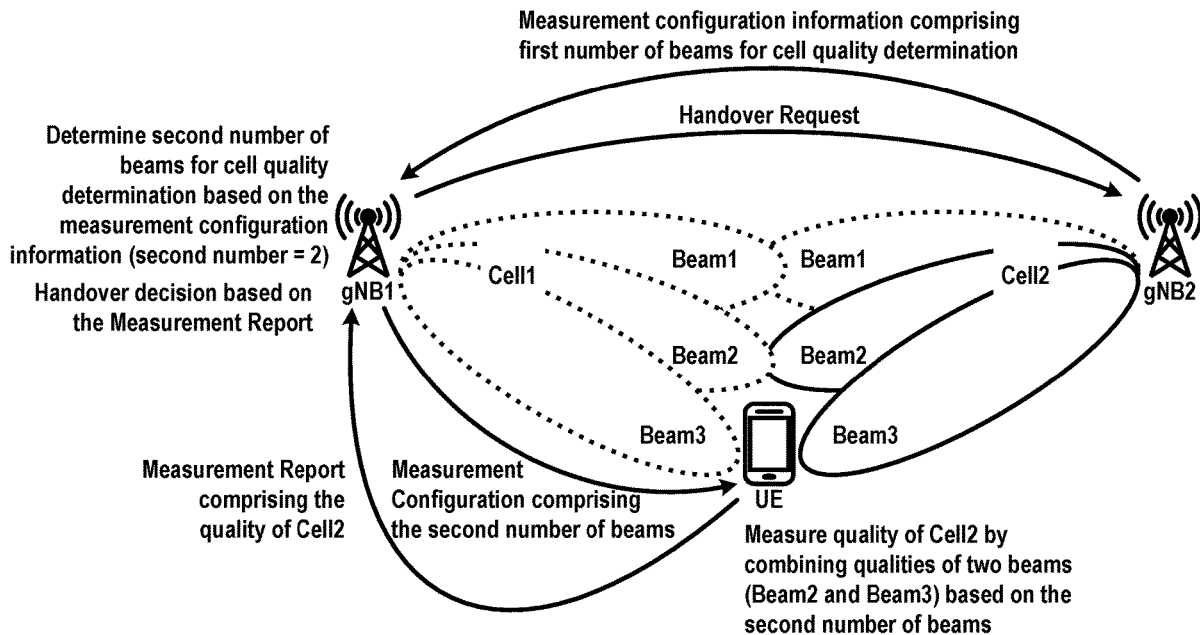 Measurement configuration information comprising
first number of beams for cell quality determination
Handover Request
Determine second number of
beams for cell quality
determination based on the
measurement configuration
information (second number = 2)
Handover decision based on
the Measurement Report
gNB1
Cell1
Beam1
Beam1
Cell2
gNB2
Beam2
Beam2
Beam3
Beam3
UE
Measurement Report
comprising the
quality of Cell2
Measurement
Configuration comprising
the second number of beams
Measure quality of Cell2 by
combining qualities of two beams
(Beam2 and Beam3) based on the
second number of beams